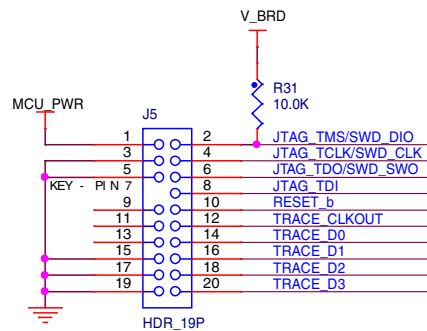 V_BRD
R31
10.0K
J5
MCU_PWR
1 2 JTAG_TMS/SWD_DIO
3 4 JTAG_TCLK/SWD_CLK
5 6 JTAG_TDO/SWD_SWO
KEY - PIN 7 8 JTAG_TDI
9 10 RESET_b
11 12 TRACE_CLKOUT
13 14 TRACE_D0
15 16 TRACE_D1
17 18 TRACE_D2
19 20 TRACE_D3
HDR_19P